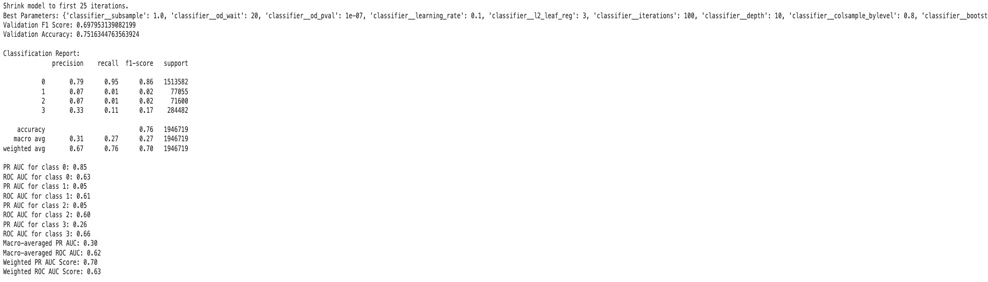 Shrink model to first 25 iterations.
Best Parameters: {'classifier__subsample': 1.0, 'classifier__od_wait': 20, 'classifier__od_pval': 1e-07, 'classifier__learning_rate': 0.1, 'classifier__l2_leaf_reg': 3, 'classifier__iterations': 100, 'classifier__depth': 10, 'classifier__colsample_bylevel': 0.8, 'classifier__bootst
Validation F1 Score: 0.697953139082199
Validation Accuracy: 0.7516344763563924
Classification Report:
precision recall f1-score support
0 0.79 0.95 0.86 1513582
1 0.07 0.01 0.02 77055
2 0.07 0.01 0.02 71600
3 0.33 0.11 0.17 284482
accuracy 0.76 1946719
macro avg 0.31 0.27 0.27 1946719
weighted avg 0.67 0.76 0.70 1946719
PR AUC for class 0: 0.85
ROC AUC for class 0: 0.63
PR AUC for class 1: 0.05
ROC AUC for class 1: 0.61
PR AUC for class 2: 0.05
ROC AUC for class 2: 0.60
PR AUC for class 3: 0.26
ROC AUC for class 3: 0.66
Macro-averaged PR AUC: 0.30
Macro-averaged ROC AUC: 0.62
Weighted PR AUC Score: 0.70
Weighted ROC AUC Score: 0.63